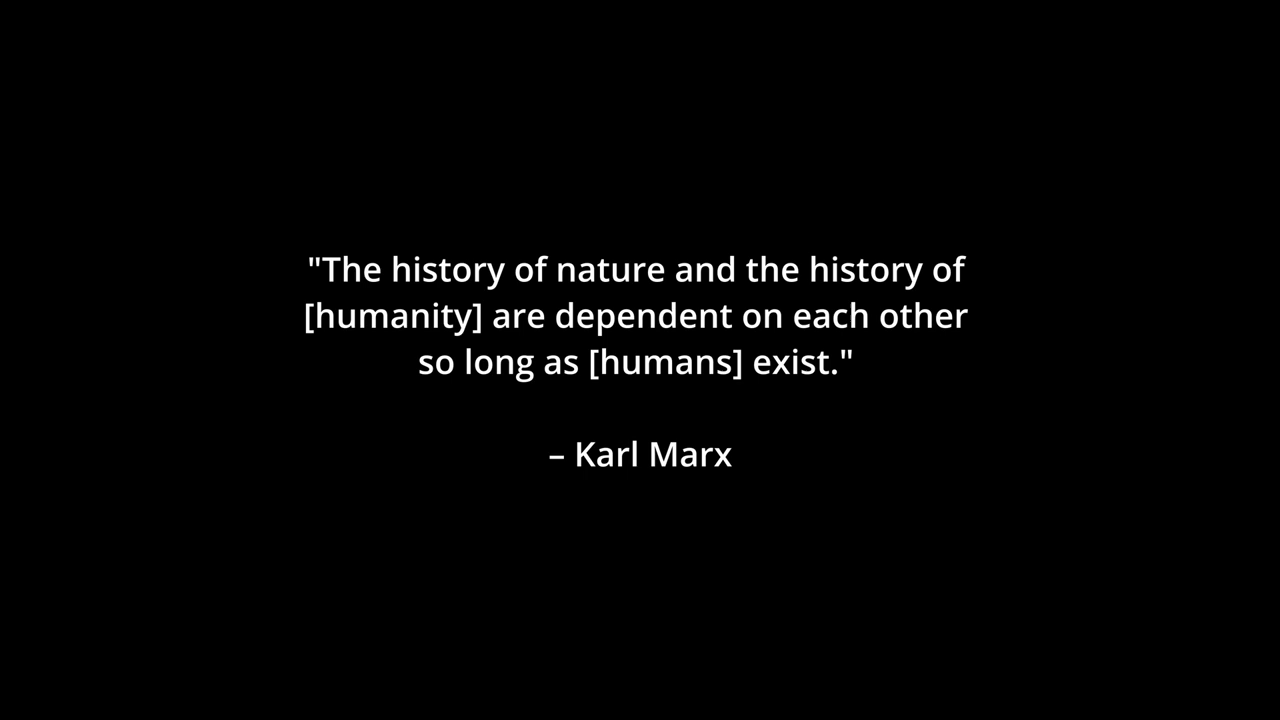 "The history of nature and the history of
[humanity] are dependent on each other
so long as [humans] exist."
– Karl Marx